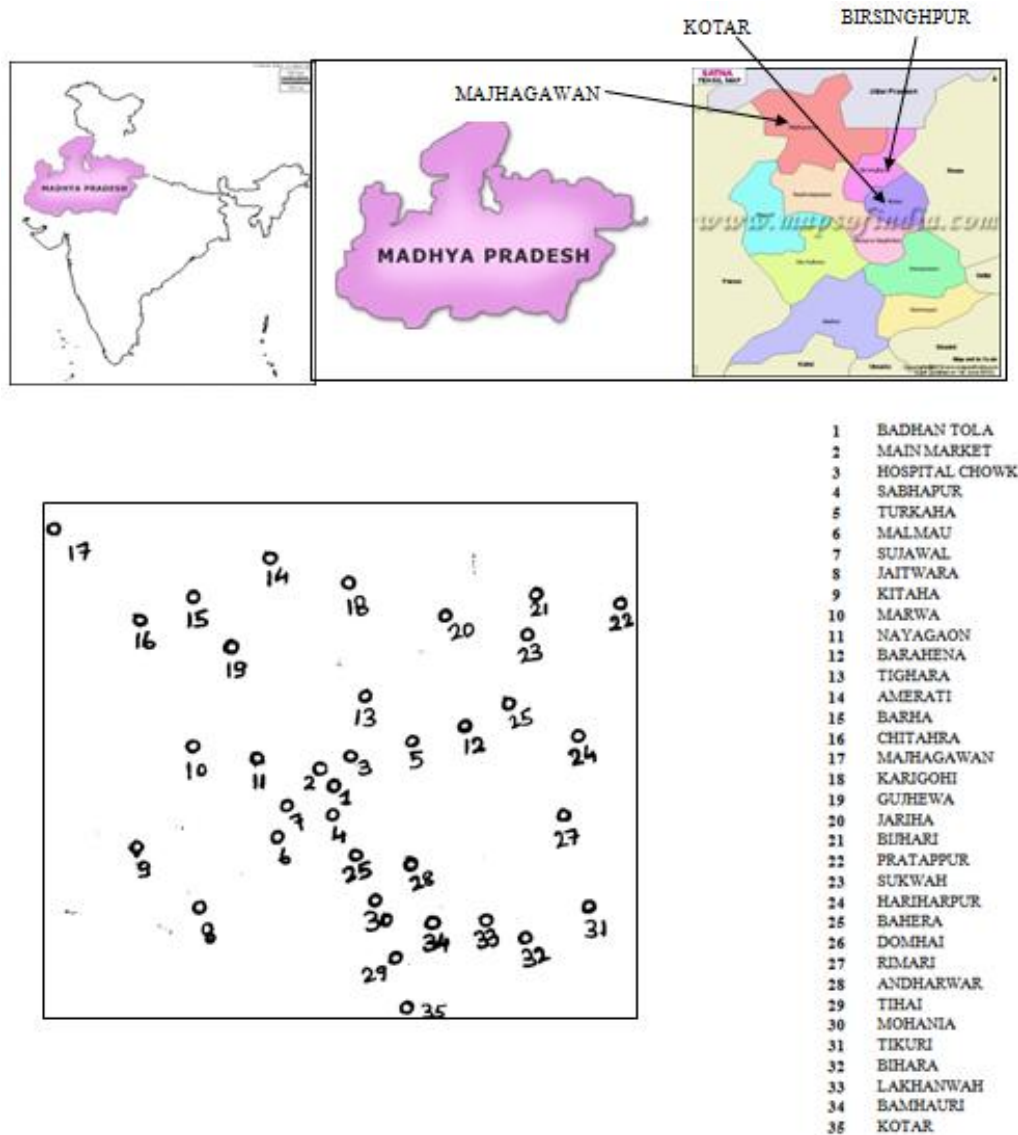 KOTAR
BIRSINGHPUR
MAJHAGAWAN
MADHYA PRADESH
MADHYA PRADESH
SATNA
TEHSIL MAP
Uttar Pradesh
www.mapsofindia.com
1 BADHAN TOLA
2 MAIN MARKET
3 HOSPITAL CHOWK
4 SABHAPUR
5 TURKAHA
6 MALMAU
7 SUJAWAL
8 JAITWARA
9 KITAHA
10 MARWA
11 NAYAGAON
12 BARAHENA
13 TIGHARA
14 AMERATI
15 BARHA
16 CHITAHRA
17 MAJHAGAWAN
18 KARIGOHI
19 GUJHEWA
20 JARIHA
21 BIJHARI
22 PRATAPPUR
23 SUKWAH
24 HARIHARPUR
25 BAHERA
26 DOMHAI
27 RIMARI
28 ANDHARWAR
29 TIHAI
30 MOHANIA
31 TIKURI
32 BIHARA
33 LAKHANWAH
34 BAMHAURI
35 KOTAR
17
14
18
15
16
21
22
20
23
19
13
25
12
24
5
10
11
3
2
1
7
4
27
6
9
25
28
8
30
34
33
31
32
29
35